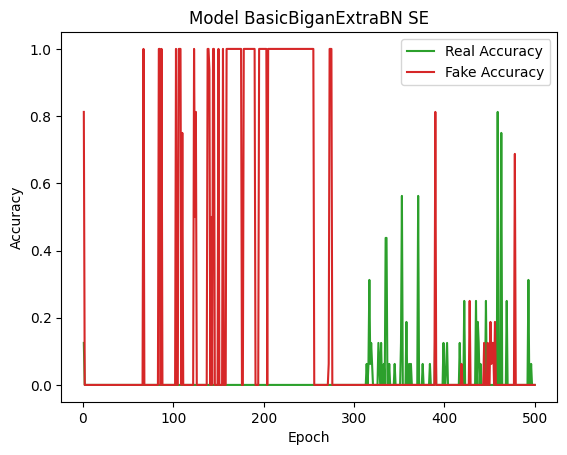 Model BasicBiganExtraBN SE
Real Accuracy
Fake Accuracy
1.0
0.8
0.6
0.4
0.2
0.0
Accuracy
0
100
200
300
400
500
Epoch